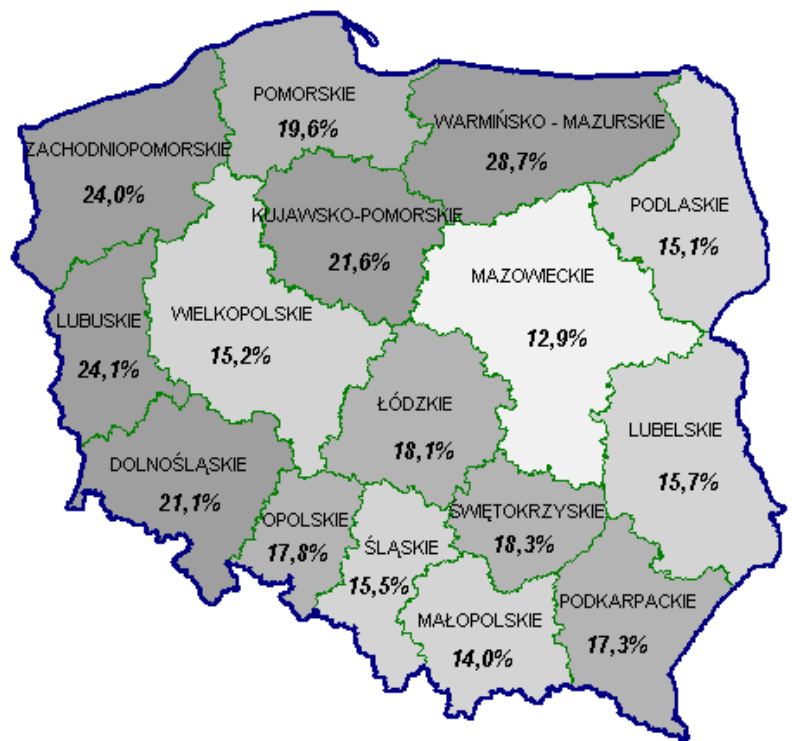 POMORSKIE
19,6%
WARMIŃSKO - MAZURSKIE
28,7%
ZACHODNIOPOMORSKIE
24,0%
KUJAWSKO-POMORSKIE
21,6%
PODLASKIE
15,1%
MAZOWIECKIE
12,9%
LUBUSKIE
24,1%
WIELKOPOLSKIE
15,2%
ŁÓDZKIE
18,1%
LUBELSKIE
15,7%
DOLNOŚLĄSKIE
21,1%
OPOLSKIE
17,8%
ŚLĄSKIE
15,5%
ŚWIĘTOKRZYSKIE
18,3%
MAŁOPOLSKIE
14,0%
PODKARPACKIE
17,3%